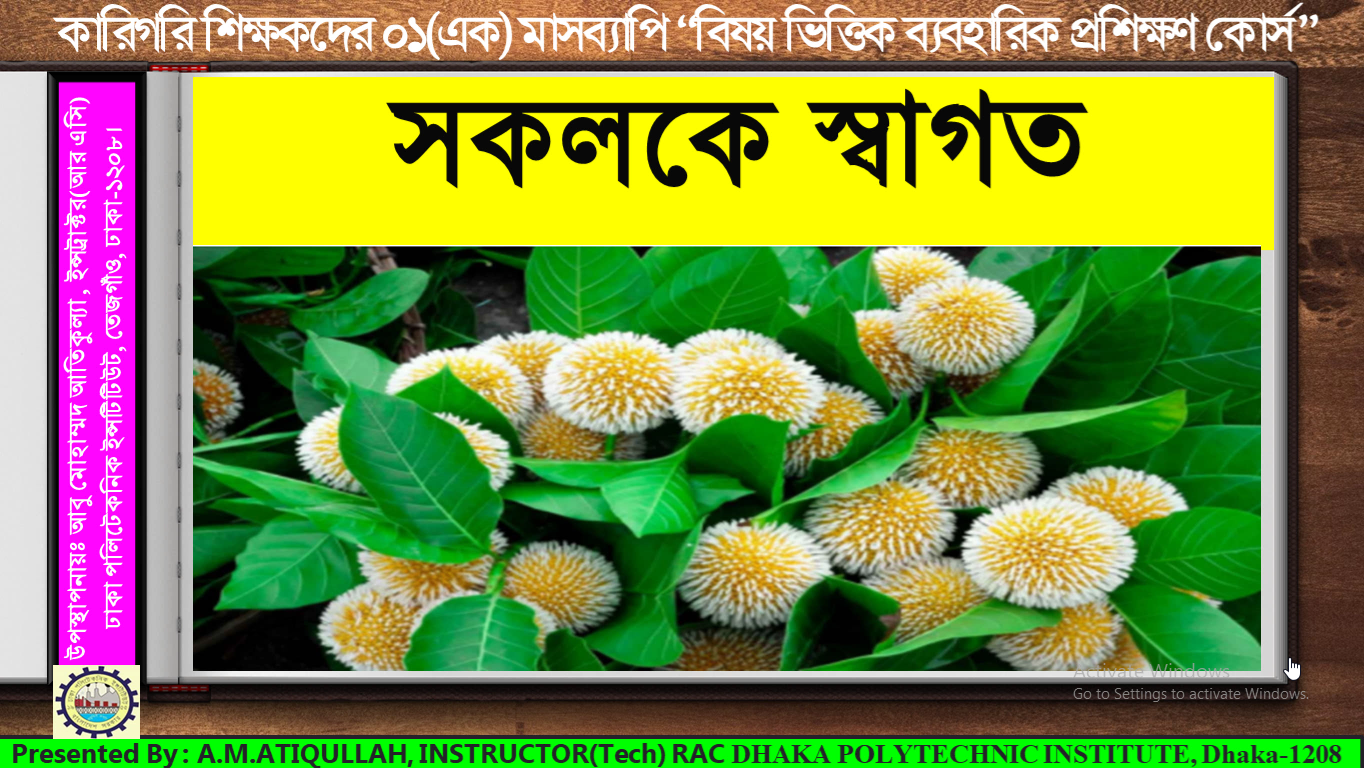 কারিগরি শিক্ষকদের ০১(এক) মাসব্যাপি “বিষয় ভিত্তিক ব্যবহারিক প্রশিক্ষণ কোর্স”
সকলকে স্বাগত
উপস্থাপনায়ঃ আবু মোহাম্মদ আতিকুল্যা , ইন্সট্রাক্টর(আর এসি)
ঢাকা পলিটেকনিক ইন্সটিটিউট, তেজগাঁও, ঢাকা-১২০৮।
Activate Windows
Go to Settings to activate Windows.
Presented By : A.M.ATIQULLAH, INSTRUCTOR(Tech) RAC DHAKA POLYTECHNIC INSTITUTE, Dhaka-1208